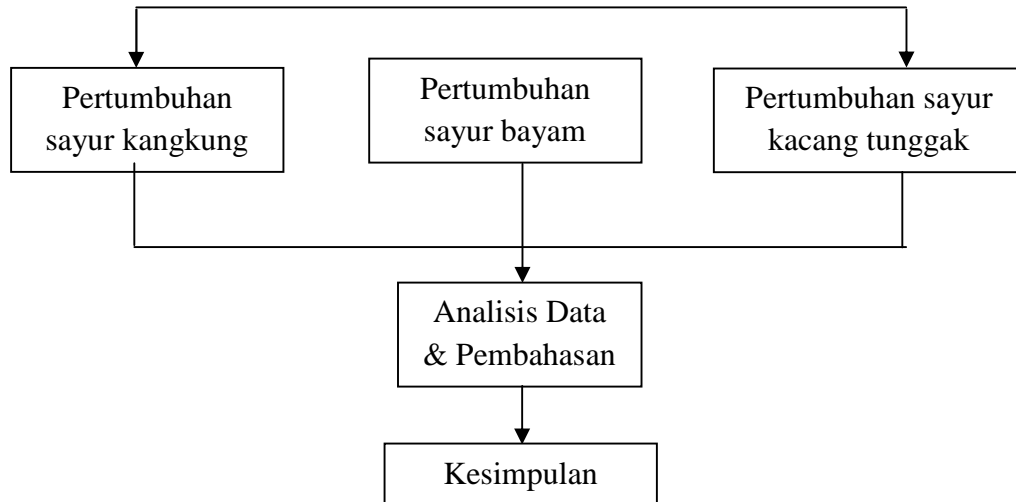 Pertumbuhan
sayur kangkung
Pertumbuhan
sayur bayam
Pertumbuhan sayur
kacang tunggak
Analisis Data
& Pembahasan
Kesimpulan